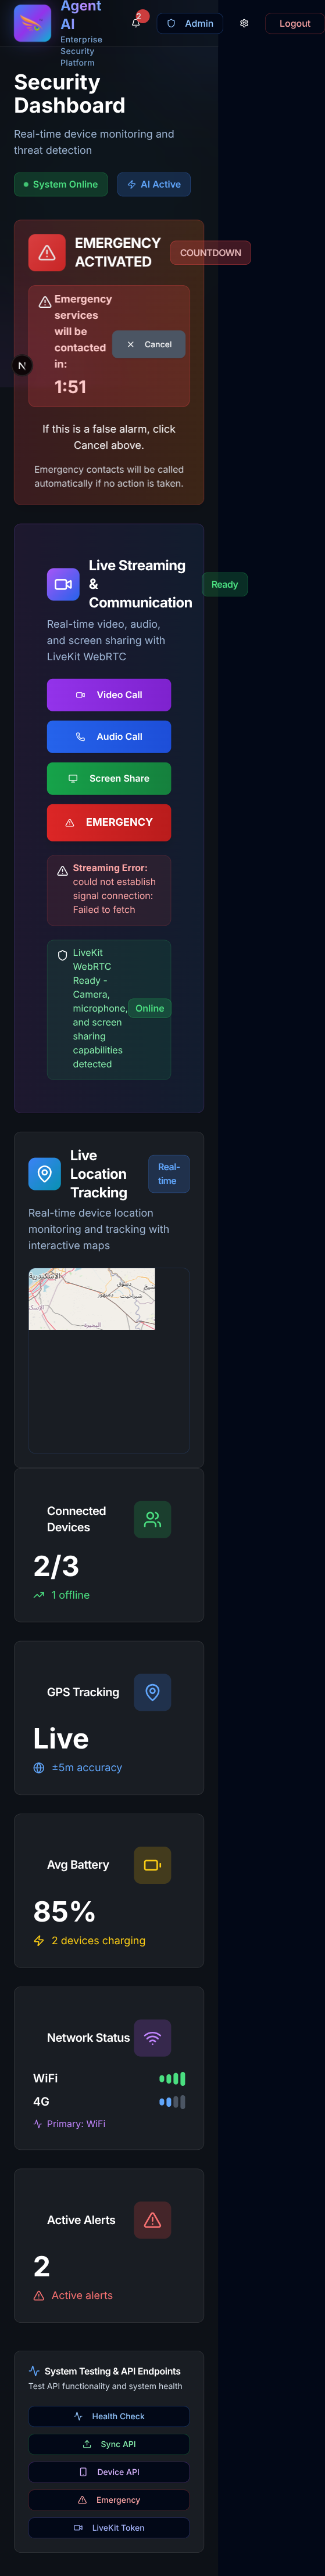 Agent
AI
Enterprise
Security
Platform
2
Admin
Logout
Security
Dashboard
Real-time device monitoring and
threat detection
System Online
AI Active
EMERGENCY
ACTIVATED
COUNTDOWN
Emergency
services
will be
contacted
in:
1:51
Cancel
N
If this is a false alarm, click
Cancel above.
Emergency contacts will be called
automatically if no action is taken.
Live Streaming
&
Communication
Ready
Real-time video, audio,
and screen sharing with
LiveKit WebRTC
Video Call
Audio Call
Screen Share
EMERGENCY
Streaming Error:
could not establish
signal connection:
Failed to fetch
LiveKit
WebRTC
Ready -
Camera,
microphone,
and screen
sharing
capabilities
detected
Online
Live
Location
Tracking
Real-
time
Real-time device location
monitoring and tracking with
interactive maps
الإسكندرية
دسوق
دمنهور
شبراخيت
البحيرة
Connected
Devices
2/3
1 offline
GPS Tracking
Live
±5m accuracy
Avg Battery
85%
2 devices charging
Network Status
WiFi
4G
Primary: WiFi
Active Alerts
2
Active alerts
System Testing & API Endpoints
Test API functionality and system health
Health Check
Sync API
Device API
Emergency
LiveKit Token